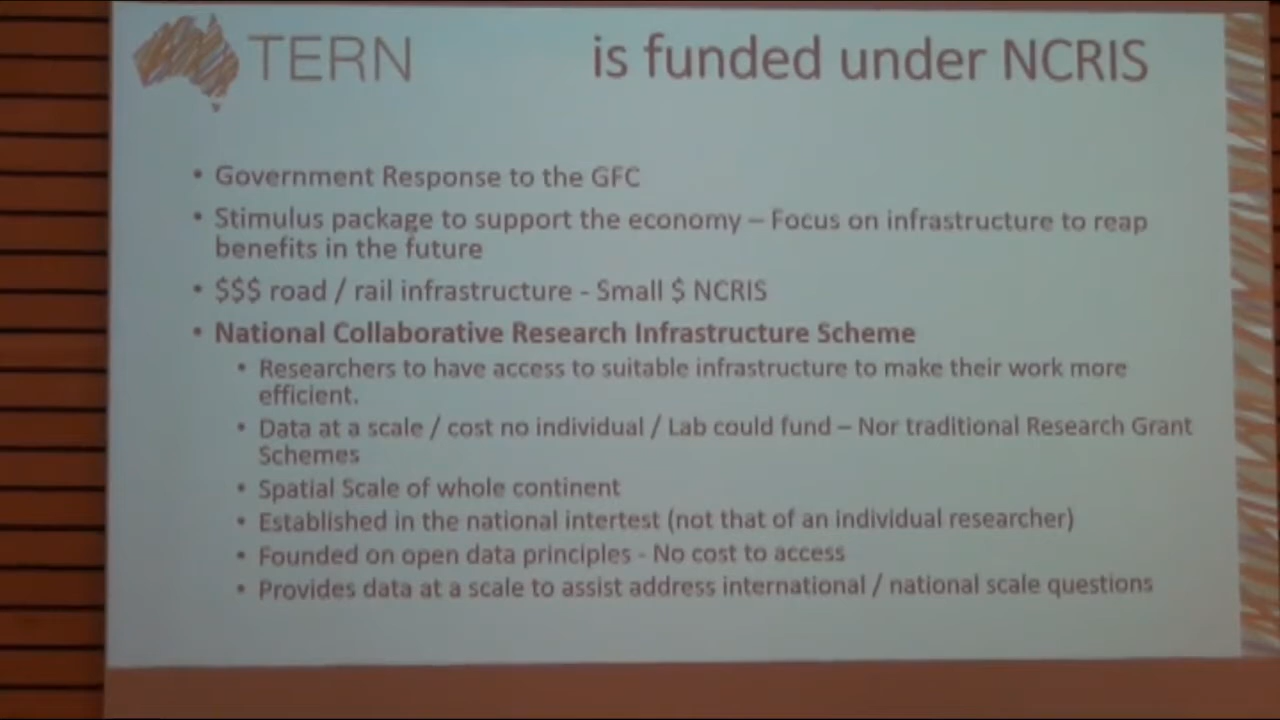 TERN is funded under NCRIS
• Government Response to the GFC
• Stimulus package to support the economy – Focus on infrastructure to reap
benefits in the future
• $$$ road / rail infrastructure - Small $ NCRIS
• National Collaborative Research Infrastructure Scheme
• Researchers to have access to suitable infrastructure to make their work more
efficient.
• Data at a scale / cost no individual / Lab could fund – Nor traditional Research Grant
Schemes
• Spatial Scale of whole continent
• Established in the national intertest (not that of an individual researcher)
• Founded on open data principles - No cost to access
• Provides data at a scale to assist address international / national scale questions